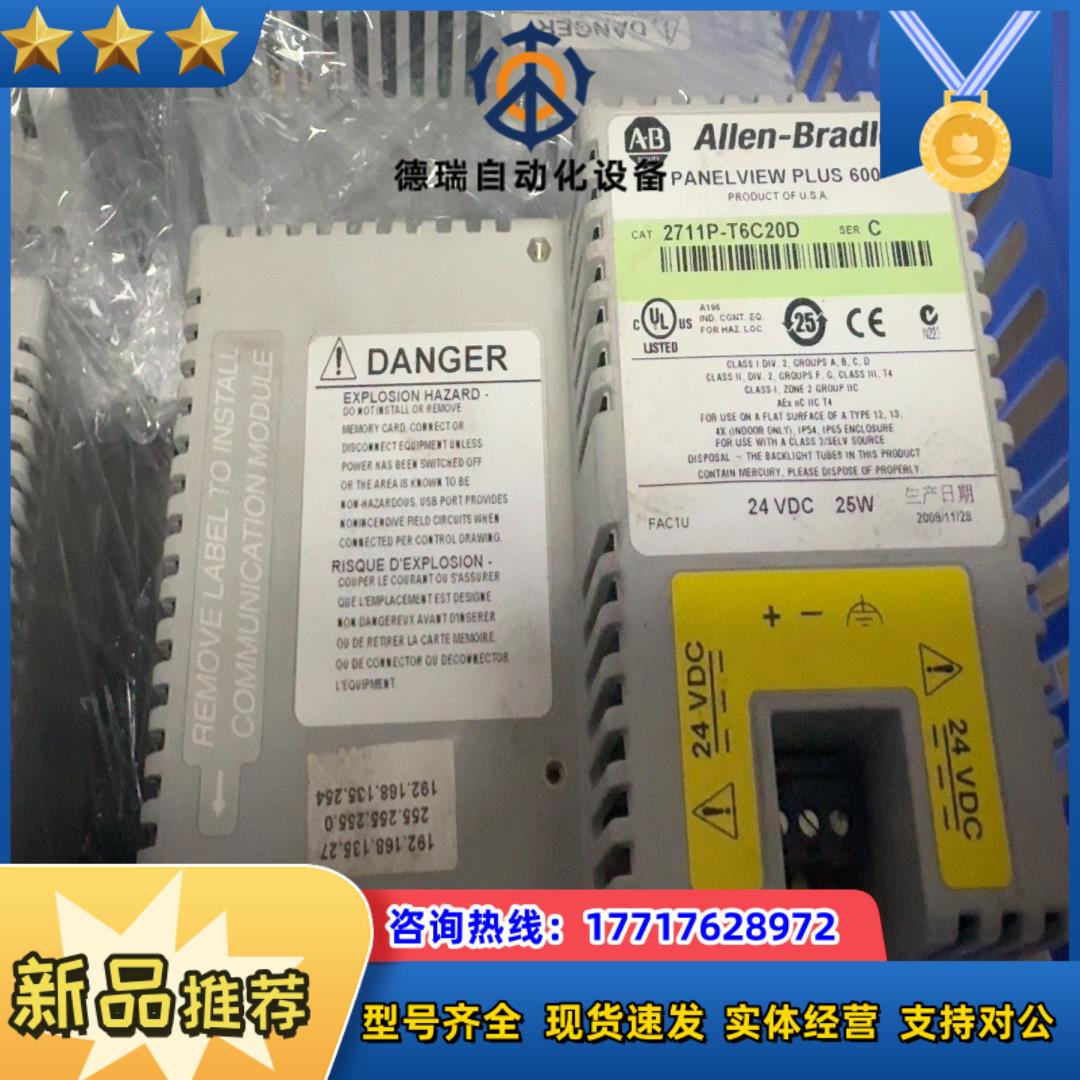 DANGER
德瑞自动化设备
AB
Allen-Bradle
PANELVIEW PLUS 600
PRODUCT OF U.S.A.
CAT 2711P-T6C20D SER C
C UL US
LISTED
A196
IND. CONT. EQ.
FOR HAZ. LOC.
25
CE
N223
CLASS I DIV. 2, GROUPS A, B, C, D
CLASS II, DIV. 2, GROUPS F, G, CLASS III, T4
CLASS-I, ZONE 2 GROUP IIC
AEx nC IIC T4
FOR USE ON A FLAT SURFACE OF A TYPE 12, 13,
4X (INDOOR ONLY), IP54, IP65 ENCLOSURE
FOR USE WITH A CLASS 2/SELV SOURCE
DISPOSAL - THE BACKLIGHT TUBES IN THIS PRODUCT
CONTAIN MERCURY, PLEASE DISPOSE OF PROPERLY.
24 VDC 25W
生产日期
2009/11/28
FAC1U
+ -
24 VDC
24 VDC
REMOVE LABEL TO INSTALL
COMMUNICATION MODULE
DANGER
EXPLOSION HAZARD -
DO NOT INSTALL OR REMOVE
MEMORY CARD, CONNECT OR
DISCONNECT EQUIPMENT UNLESS
POWER HAS BEEN SWITCHED OFF
OR THE AREA IS KNOWN TO BE
NON-HAZARDOUS. USB PORT PROVIDES
NONINCENDIVE FIELD CIRCUITS WHEN
CONNECTED PER CONTROL DRAWING.
RISQUE D'EXPLOSION -
COUPER LE COURANT OU S'ASSURER
QUE L'EMPLACEMENT EST DESIGNE
NON DANGEREUX AVANT D'INSERER
OU DE RETIRER LA CARTE MEMOIRE,
OU DE CONNECTOR OU DECONNECTOR
L'EQUIPMENT.
192.168.135.27
255.255.255.0
192.168.135.254
咨询热线：17717628972
新品推荐
型号齐全 现货速发 实体经营 支持对公